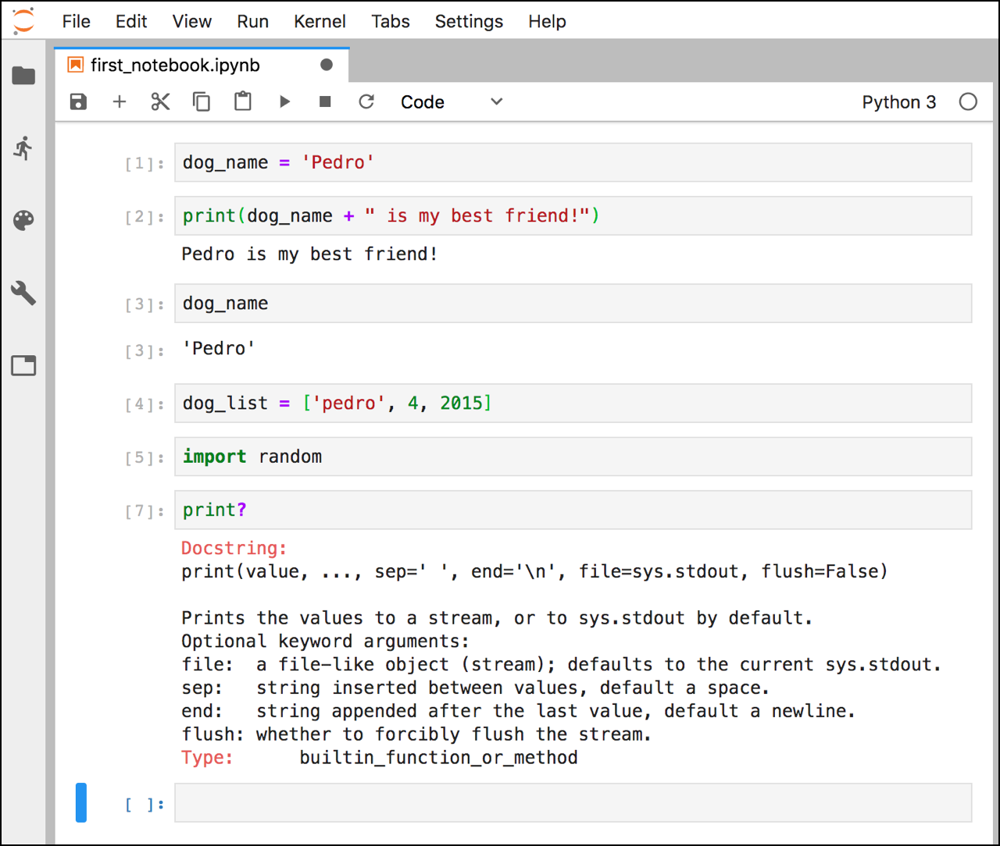 File Edit View Run Kernel Tabs Settings Help
first_notebook.ipynb
Code Python 3
[1]: dog_name = 'Pedro'
[2]: print(dog_name + " is my best friend!")
Pedro is my best friend!
[3]: dog_name
[3]: 'Pedro'
[4]: dog_list = ['pedro', 4, 2015]
[5]: import random
[7]: print?
Docstring:
print(value, ..., sep=' ', end='\n', file=sys.stdout, flush=False)
Prints the values to a stream, or to sys.stdout by default.
Optional keyword arguments:
file:  a file-like object (stream); defaults to the current sys.stdout.
sep:   string inserted between values, default a space.
end:   string appended after the last value, default a newline.
flush: whether to forcibly flush the stream.
Type:      builtin_function_or_method
[ ]: